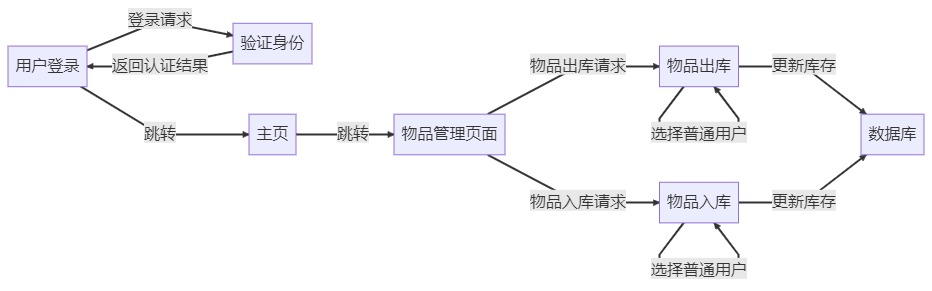 登录请求
验证身份
用户登录
返回认证结果
跳转
主页
跳转
物品管理页面
物品出库请求
物品出库
更新库存
选择普通用户
数据库
物品入库请求
物品入库
更新库存
选择普通用户